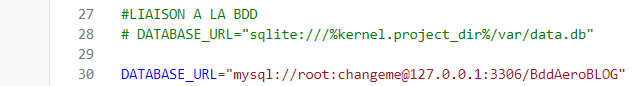 27 #LIAISON A LA BDD
28 # DATABASE_URL="sqlite:///%kernel.project_dir%/var/data.db"
29
30 DATABASE_URL="mysql://root:changeme@127.0.0.1:3306/BddAeroBLOG"